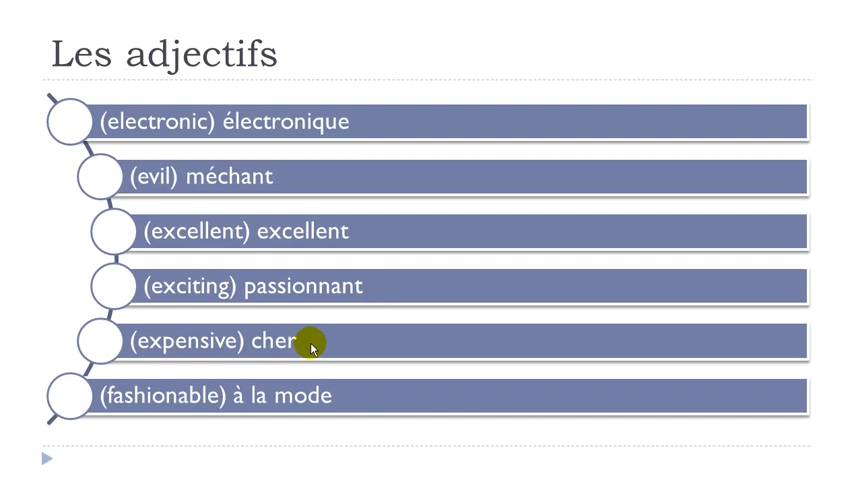 Les adjectifs
(electronic) électronique
(evil) méchant
(excellent) excellent
(exciting) passionnant
(expensive) cher
(fashionable) à la mode